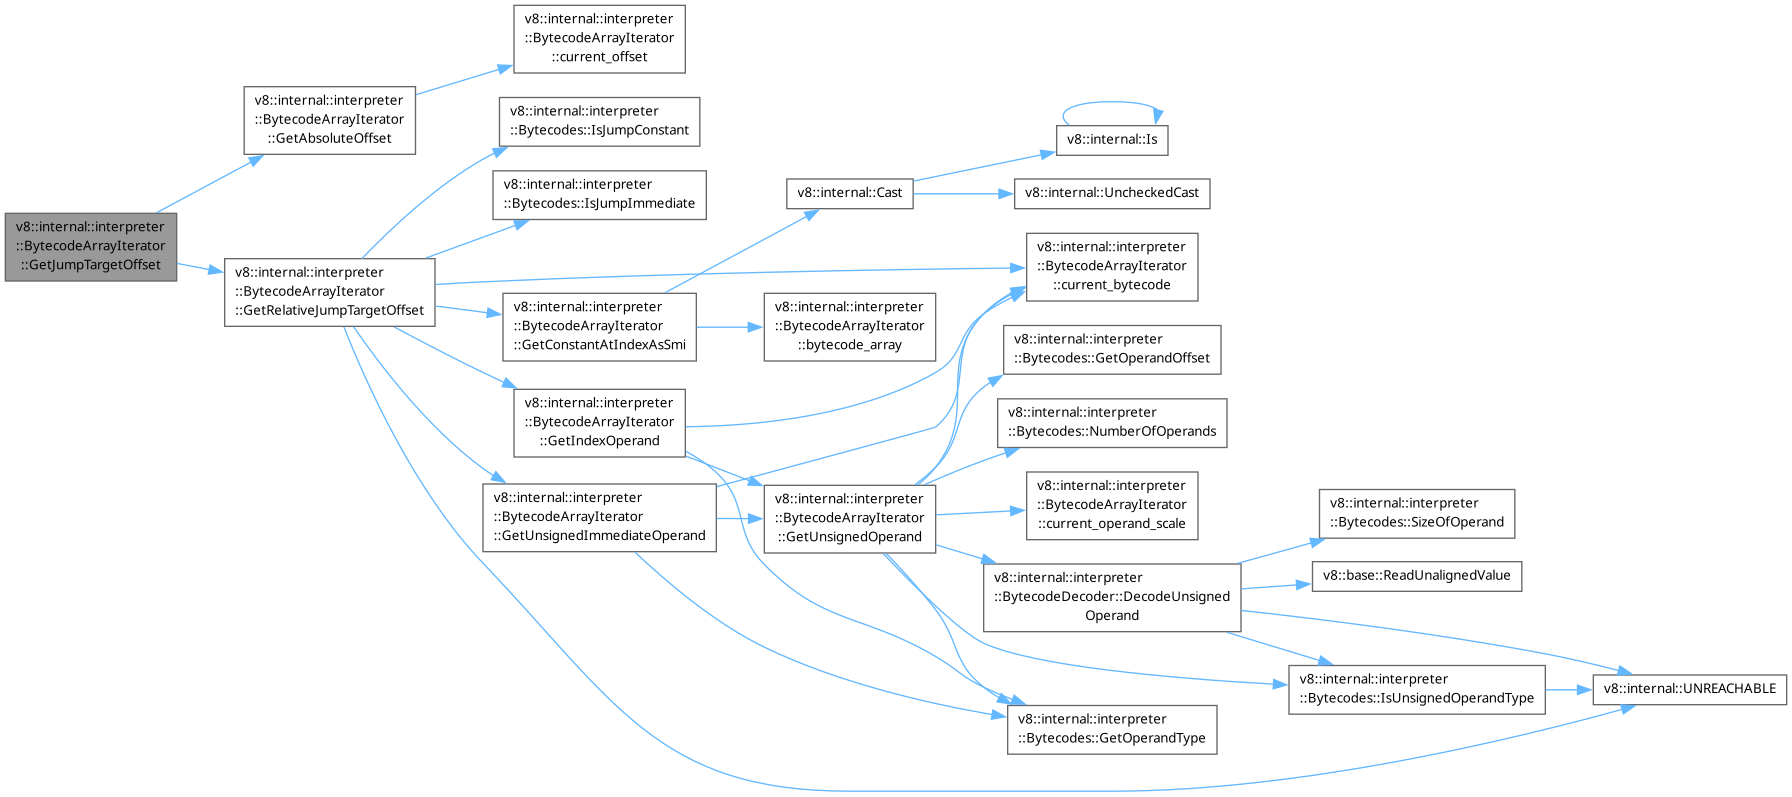 v8::internal::interpreter
::BytecodeArrayIterator
::GetJumpTargetOffset
v8::internal::interpreter
::BytecodeArrayIterator
::GetAbsoluteOffset
v8::internal::interpreter
::BytecodeArrayIterator
::current_offset
v8::internal::interpreter
::BytecodeArrayIterator
::GetRelativeJumpTargetOffset
v8::internal::interpreter
::Bytecodes::IsJumpConstant
v8::internal::interpreter
::Bytecodes::IsJumpImmediate
v8::internal::interpreter
::BytecodeArrayIterator
::GetConstantAtIndexAsSmi
v8::internal::interpreter
::BytecodeArrayIterator
::GetIndexOperand
v8::internal::interpreter
::BytecodeArrayIterator
::GetUnsignedImmediateOperand
v8::internal::Cast
v8::internal::interpreter
::BytecodeArrayIterator
::bytecode_array
v8::internal::interpreter
::BytecodeArrayIterator
::GetUnsignedOperand
v8::internal::Is
v8::internal::UncheckedCast
v8::internal::interpreter
::BytecodeArrayIterator
::current_bytecode
v8::internal::interpreter
::Bytecodes::GetOperandOffset
v8::internal::interpreter
::Bytecodes::NumberOfOperands
v8::internal::interpreter
::BytecodeArrayIterator
::current_operand_scale
v8::internal::interpreter
::BytecodeDecoder::DecodeUnsigned
Operand
v8::internal::interpreter
::Bytecodes::GetOperandType
v8::internal::interpreter
::Bytecodes::SizeOfOperand
v8::base::ReadUnalignedValue
v8::internal::interpreter
::Bytecodes::IsUnsignedOperandType
v8::internal::UNREACHABLE